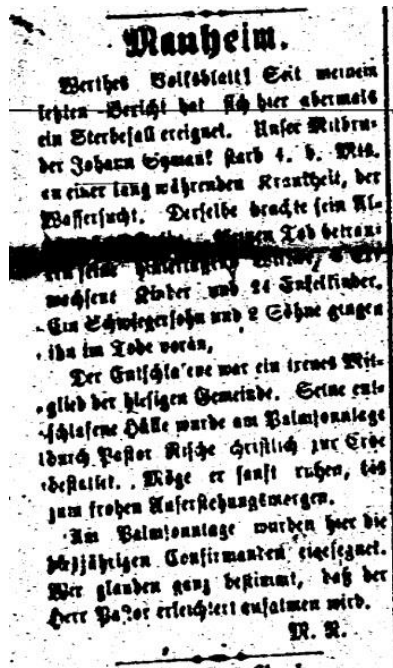 Manheim.
Werthes Volksblatt! Seit meinem
letzten Bericht hat sich hier abermals
ein Sterbefall ereignet. Unser Mitbru-
der Johann Symank starb 4. d. Mts.
an einer lang währenden Krankheit, der
Wassersucht. Derselbe brachte sein Al-
Tod betrau-
seine
wachsene Kinder und 24 Enkelkinder.
Ein Schwiegersohn und 2 Söhne gingen
ihm im Tode voran.
Der Entschlafene war ein treues Mit-
glied der hiesigen Gemeinde. Seine ent-
schlafene Hülle wurde am Palmsonntage
durch Pastor Kische christlich zur Erde
bestattet. Möge er sanft ruhen, bis
zum frohen Auferstehungsmorgen.
Am Palmsonntage wurden hier die
diesjährigen Confirmanden eigesegnet.
Wir glauben ganz bestimmt, daß der
Herr Pastor erleichtert aufatmen wird.
M. N.